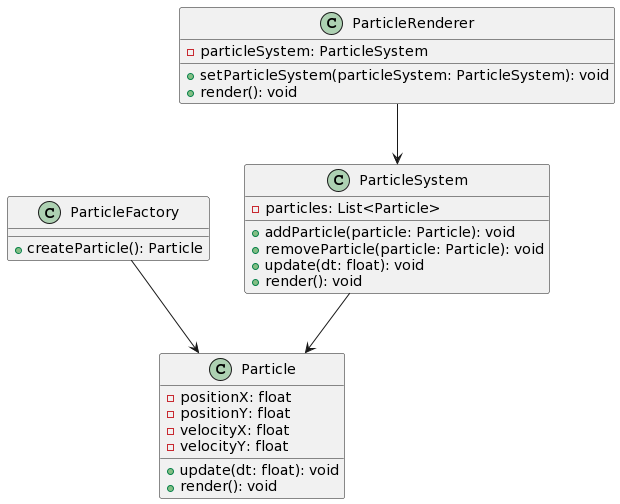 C ParticleRenderer
particleSystem: ParticleSystem
setParticleSystem(particleSystem: ParticleSystem): void
render(): void
C ParticleSystem
particles: List<Particle>
addParticle(particle: Particle): void
removeParticle(particle: Particle): void
update(dt: float): void
render(): void
C ParticleFactory
createParticle(): Particle
C Particle
positionX: float
positionY: float
velocityX: float
velocityY: float
update(dt: float): void
render(): void